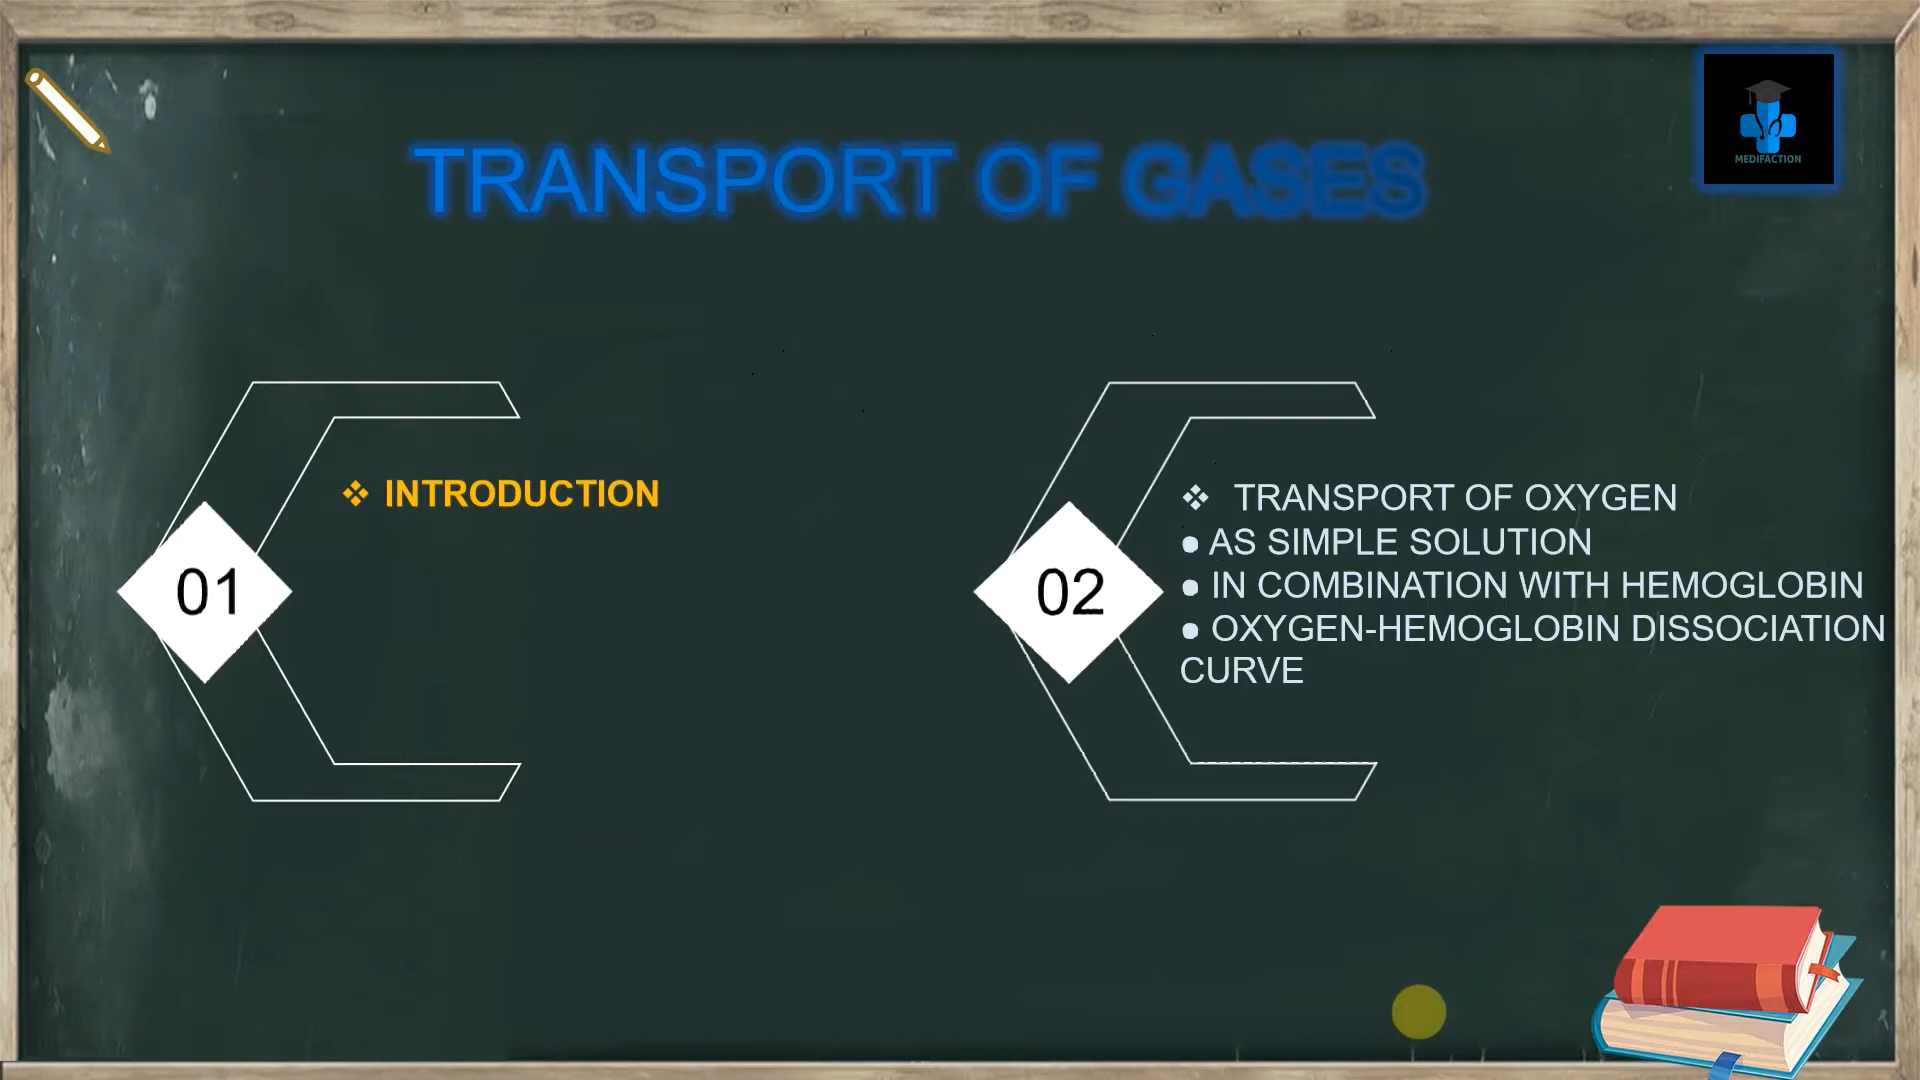 MEDIFACTION
TRANSPORT OF GASES
01
❖ INTRODUCTION
02
❖ TRANSPORT OF OXYGEN
● AS SIMPLE SOLUTION
● IN COMBINATION WITH HEMOGLOBIN
● OXYGEN-HEMOGLOBIN DISSOCIATION
CURVE